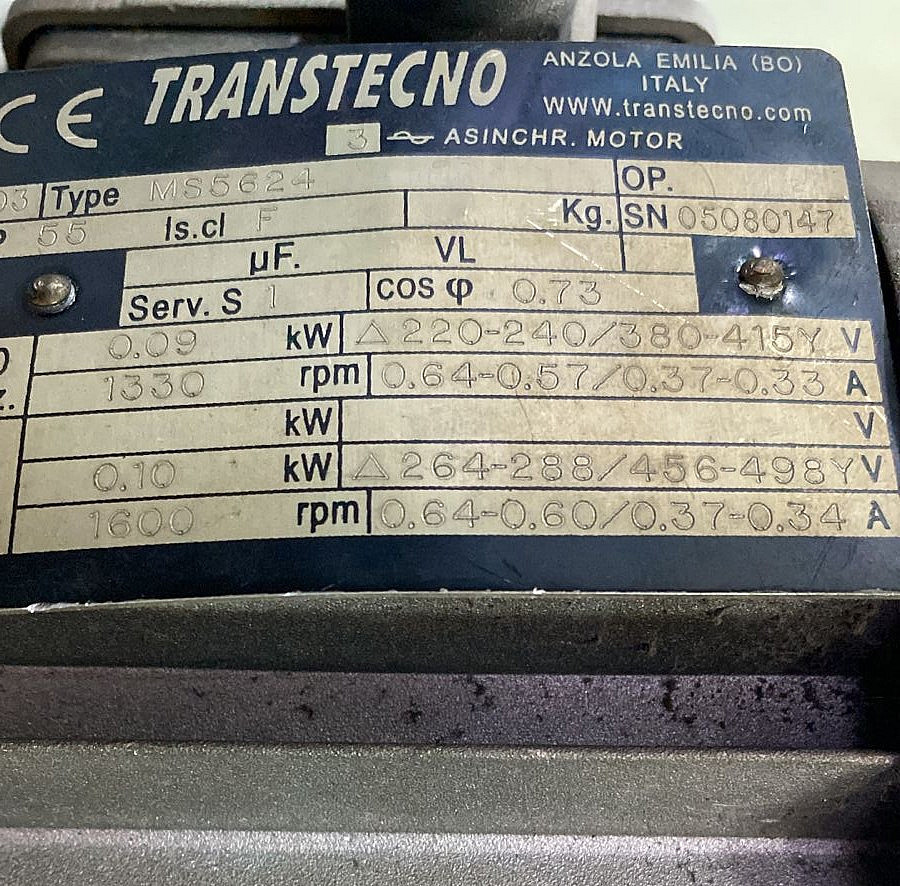 CE TRANSTECNO
ANZOLA EMILIA (BO)
ITALY
www.transtecno.com
3 ~ ASINCHR. MOTOR
03 Type MS5624 OP.
P 55 Is.cl F Kg. SN 05080147
µF. VL
Serv. S 1 cos φ 0.73
0.09 kW △ 220-240/380-415Y V
z. 1330 rpm 0.64-0.57/0.37-0.33 A
kW V
0.10 kW △ 264-288/456-498Y V
1600 rpm 0.64-0.60/0.37-0.34 A